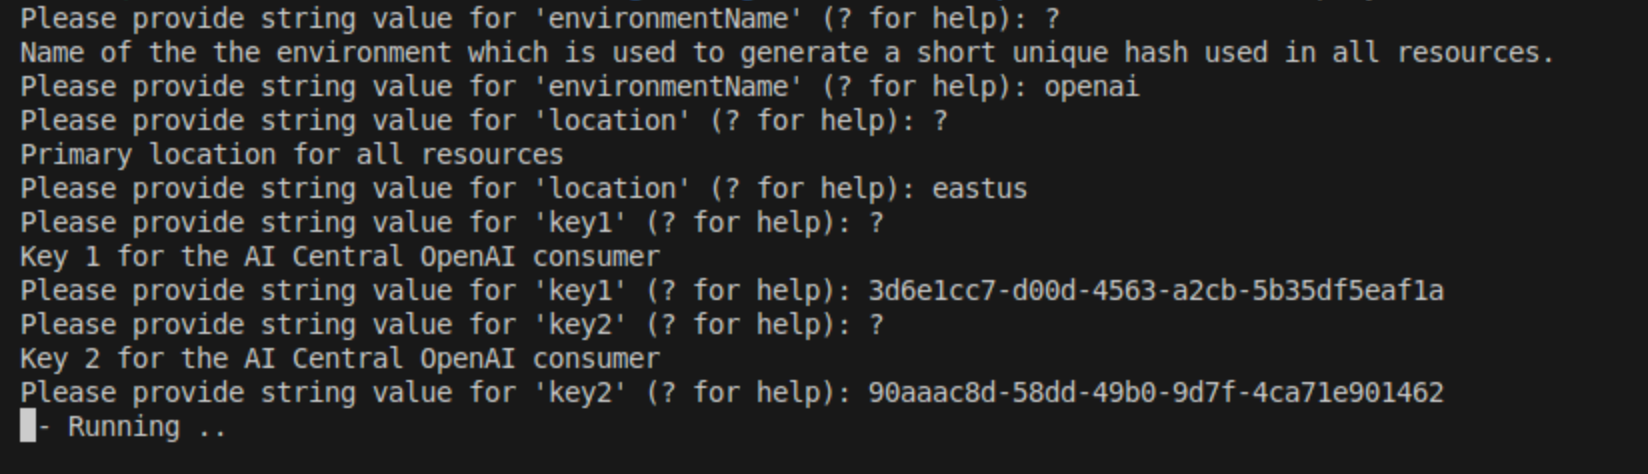 Please provide string value for 'environmentName' (? for help): ?
Name of the the environment which is used to generate a short unique hash used in all resources.
Please provide string value for 'environmentName' (? for help): openai
Please provide string value for 'location' (? for help): ?
Primary location for all resources
Please provide string value for 'location' (? for help): eastus
Please provide string value for 'key1' (? for help): ?
Key 1 for the AI Central OpenAI consumer
Please provide string value for 'key1' (? for help): 3d6e1cc7-d00d-4563-a2cb-5b35df5eaf1a
Please provide string value for 'key2' (? for help): ?
Key 2 for the AI Central OpenAI consumer
Please provide string value for 'key2' (? for help): 90aaac8d-58dd-49b0-9d7f-4ca71e901462
- Running ..